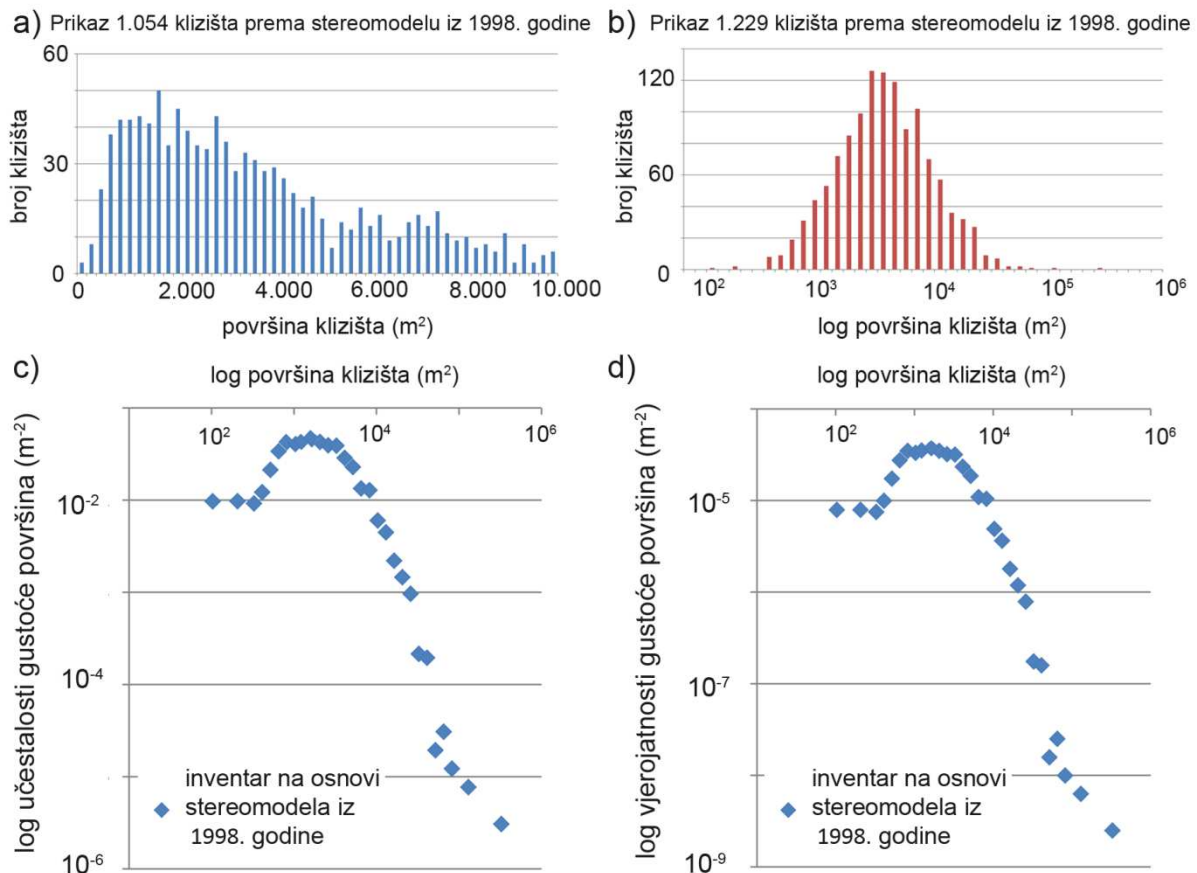 a) Prikaz 1.054 klizišta prema stereomodelu iz 1998. godine
60
30
0
broj klizišta
0 2.000 4.000 6.000 8.000 10.000
površina klizišta (m²)
b) Prikaz 1.229 klizišta prema stereomodelu iz 1998. godine
120
60
0
broj klizišta
10² 10³ 10⁴ 10⁵ 10⁶
log površina klizišta (m²)
c) log površina klizišta (m²)
10² 10⁴ 10⁶
10⁻²
10⁻⁴
10⁻⁶
log učestalosti gustoće površina (m⁻²)
inventar na osnovi
stereomodela iz
1998. godine
d) log površina klizišta (m²)
10² 10⁴ 10⁶
10⁻⁵
10⁻⁷
10⁻⁹
log vjerojatnosti gustoće površina (m⁻²)
inventar na osnovi
stereomodela iz
1998. godine